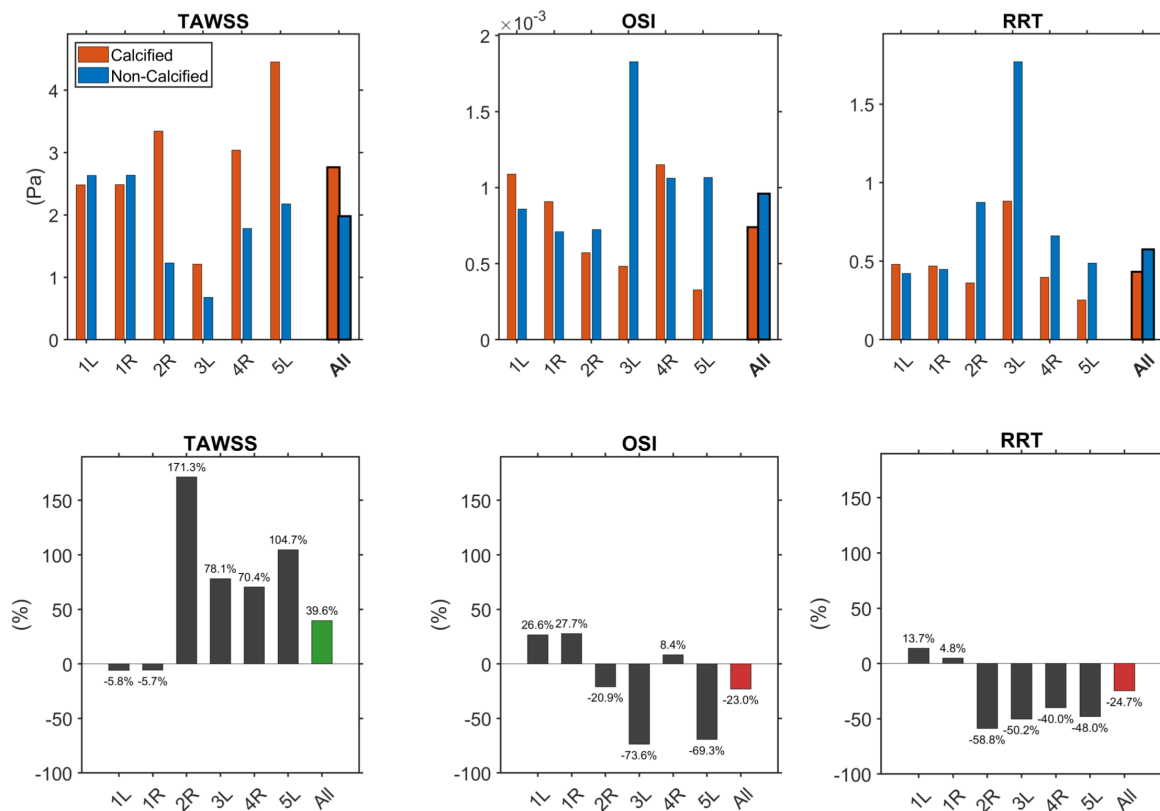 TAWSS
Calcified
Non-Calcified
4
3
2
1
0
(Pa)
1L 1R 2R 3L 4R 5L All
OSI
×10-3
2
1.5
1
0.5
0
1L 1R 2R 3L 4R 5L All
RRT
1.5
1
0.5
0
1L 1R 2R 3L 4R 5L All
TAWSS
150
100
50
0
-50
-100
(%)
-5.8% -5.7% 171.3% 78.1% 70.4% 104.7% 39.6%
1L 1R 2R 3L 4R 5L All
OSI
150
100
50
0
-50
-100
(%)
26.6% 27.7% -20.9% -73.6% 8.4% -69.3% -23.0%
1L 1R 2R 3L 4R 5L All
RRT
150
100
50
0
-50
-100
(%)
13.7% 4.8% -58.8% -50.2% -40.0% -48.0% -24.7%
1L 1R 2R 3L 4R 5L All